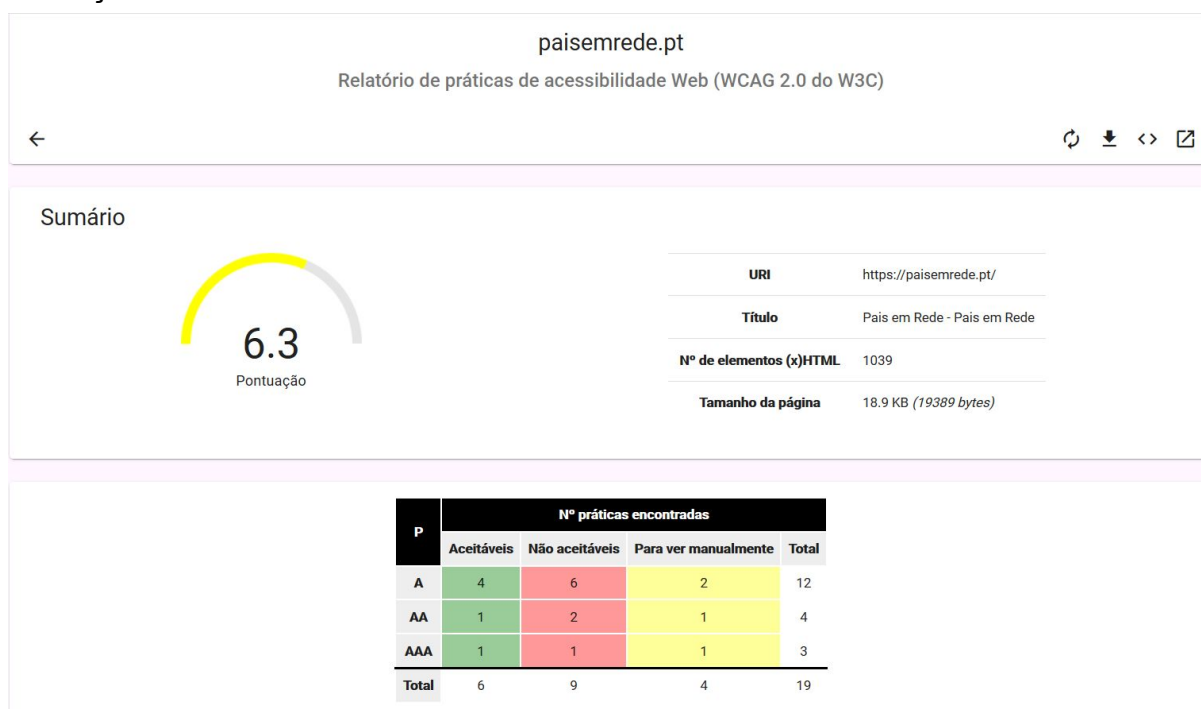 paisemrede.pt
Relatório de práticas de acessibilidade Web (WCAG 2.0 do W3C)
Sumário
6.3
Pontuação
URI https://paisemrede.pt/
Título Pais em Rede - Pais em Rede
Nº de elementos (x)HTML 1039
Tamanho da página 18.9 KB (19389 bytes)
P Nº práticas encontradas
Aceitáveis Não aceitáveis Para ver manualmente Total
A 4 6 2 12
AA 1 2 1 4
AAA 1 1 1 3
Total 6 9 4 19